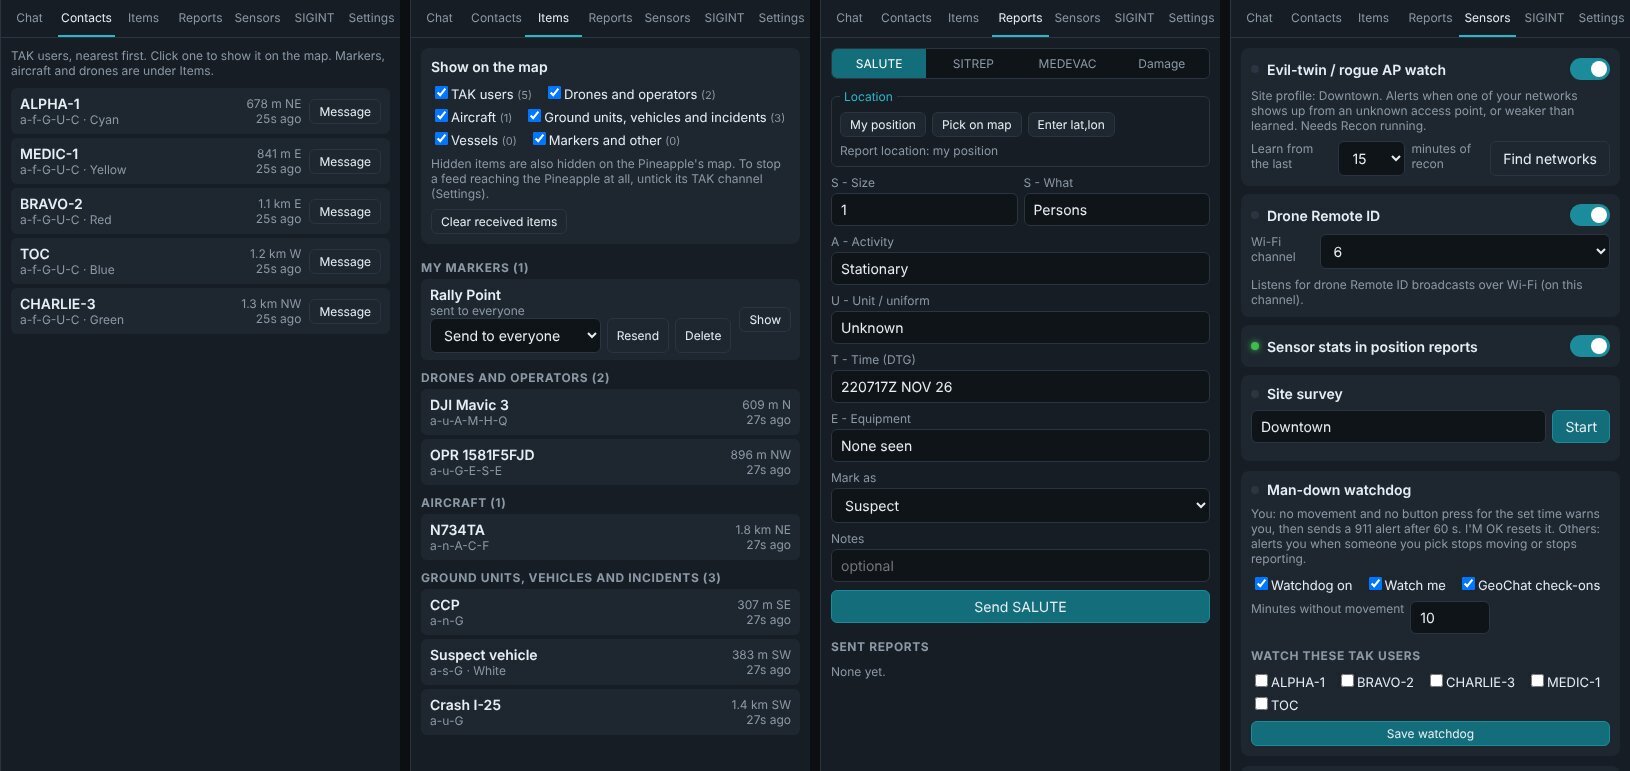 Chat Contacts Items Reports Sensors SIGINT Settings
TAK users, nearest first. Click one to show it on the map. Markers,
aircraft and drones are under Items.
ALPHA-1 678 m NE Message
a-f-G-U-C · Cyan 25s ago
MEDIC-1 841 m E Message
a-f-G-U-C · Yellow 25s ago
BRAVO-2 1.1 km E Message
a-f-G-U-C · Red 25s ago
TOC 1.2 km W Message
a-f-G-U-C · Blue 25s ago
CHARLIE-3 1.3 km NW Message
a-f-G-U-C · Green 25s ago
Chat Contacts Items Reports Sensors SIGINT Settings
Show on the map
TAK users (5) Drones and operators (2)
Aircraft (1) Ground units, vehicles and incidents (3)
Vessels (0) Markers and other (0)
Hidden items are also hidden on the Pineapple's map. To stop
a feed reaching the Pineapple at all, untick its TAK channel
(Settings).
Clear received items
MY MARKERS (1)
Rally Point
sent to everyone
Send to everyone Resend Delete Show
DRONES AND OPERATORS (2)
DJI Mavic 3 609 m N
a-u-A-M-H-Q 27s ago
OPR 1581F5FJD 896 m NW
a-u-G-E-S-E 27s ago
AIRCRAFT (1)
N734TA 1.8 km NE
a-n-A-C-F 27s ago
GROUND UNITS, VEHICLES AND INCIDENTS (3)
CCP 307 m SE
a-n-G 27s ago
Suspect vehicle 383 m SW
a-s-G · White 27s ago
Crash I-25 1.4 km SW
a-u-G 27s ago
Chat Contacts Items Reports Sensors SIGINT Settings
SALUTE SITREP MEDEVAC Damage
Location
My position Pick on map Enter lat,lon
Report location: my position
S - Size S - What
1 Persons
A - Activity
Stationary
U - Unit / uniform
Unknown
T - Time (DTG)
220717Z NOV 26
E - Equipment
None seen
Mark as
Suspect
Notes
optional
Send SALUTE
SENT REPORTS
None yet.
Chat Contacts Items Reports Sensors SIGINT Settings
Evil-twin / rogue AP watch
Site profile: Downtown. Alerts when one of your networks
shows up from an unknown access point, or weaker than
learned. Needs Recon running.
Learn from the last 15 minutes of recon Find networks
Drone Remote ID
Wi-Fi channel 6
Listens for drone Remote ID broadcasts over Wi-Fi (on this
channel).
Sensor stats in position reports
Site survey
Downtown Start
Man-down watchdog
You: no movement and no button press for the set time warns
you, then sends a 911 alert after 60 s. I'M OK resets it. Others:
alerts you when someone you pick stops moving or stops
reporting.
Watchdog on Watch me GeoChat check-ons
Minutes without movement 10
WATCH THESE TAK USERS
ALPHA-1 BRAVO-2 CHARLIE-3 MEDIC-1
TOC
Save watchdog